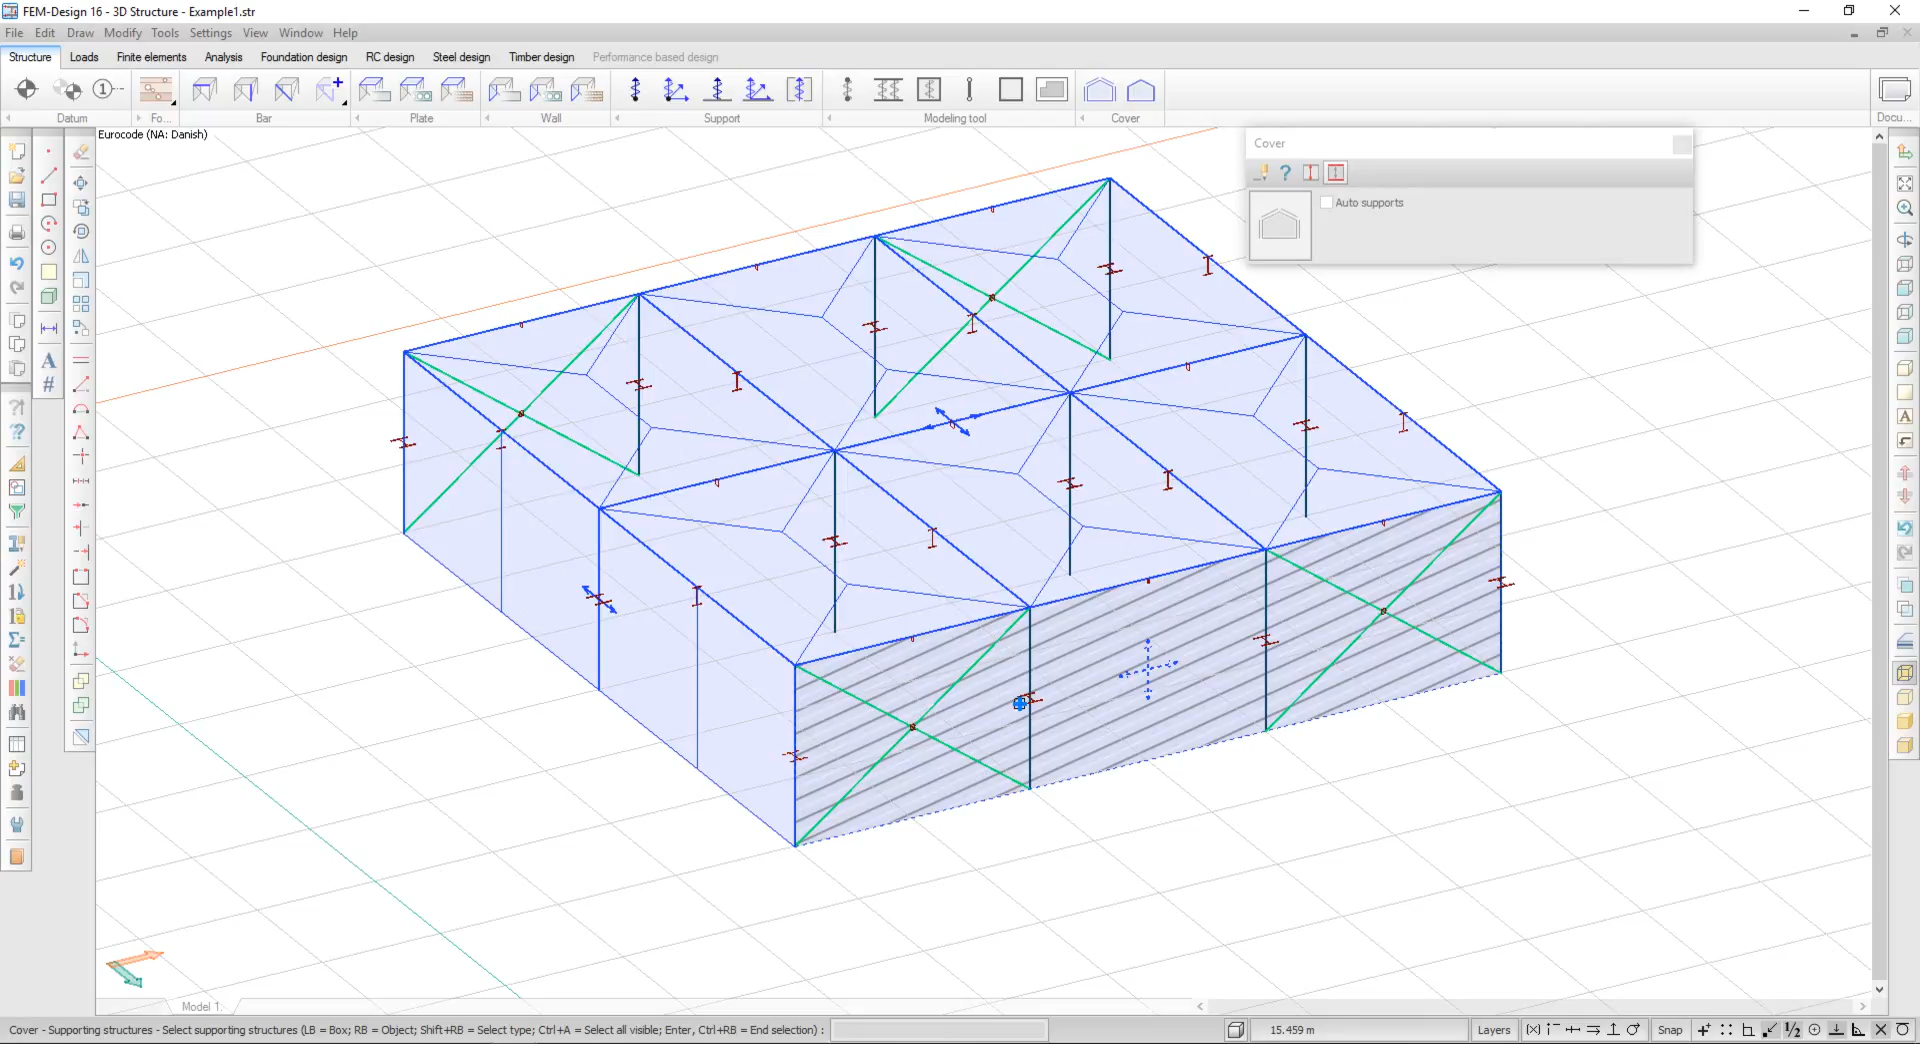 FEM-Design 16 - 3D Structure - Example1.str
File Edit Draw Modify Tools Settings View Window Help
Structure Loads Finite elements Analysis Foundation design RC design Steel design Timber design Performance based design
1
Datum Fo... Bar Plate Wall Support Modeling tool Cover Docu...
Eurocode (NA: Danish)
Cover
?
Auto supports
A
#
A
Model 1
Cover - Supporting structures - Select supporting structures (LB = Box; RB = Object; Shift+RB = Select type; Ctrl+A = Select all visible; Enter, Ctrl+RB = End selection) :
15.459 m
Layers
Snap
1/2